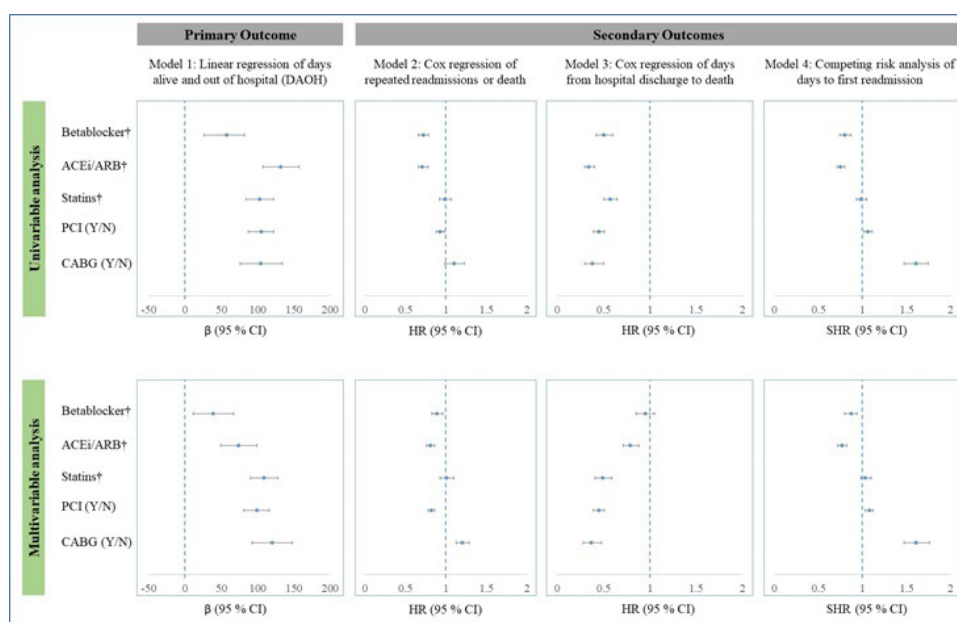 Primary Outcome
Secondary Outcomes
Model 1: Linear regression of days
alive and out of hospital (DAOH)
Model 2: Cox regression of
repeated readmissions or death
Model 3: Cox regression of days
from hospital discharge to death
Model 4: Competing risk analysis of
days to first readmission
Univariable analysis
Betablocker†
ACEi/ARB†
Statins†
PCI (Y/N)
CABG (Y/N)
-50 0 50 100 150 200
0 0.5 1 1.5 2
0 0.5 1 1.5 2
0 0.5 1 1.5 2
β (95 % CI)
HR (95 % CI)
HR (95 % CI)
SHR (95 % CI)
Multivariable analysis
Betablocker†
ACEi/ARB†
Statins†
PCI (Y/N)
CABG (Y/N)
-50 0 50 100 150 200
0 0.5 1 1.5 2
0 0.5 1 1.5 2
0 0.5 1 1.5 2
β (95 % CI)
HR (95 % CI)
HR (95 % CI)
SHR (95 % CI)